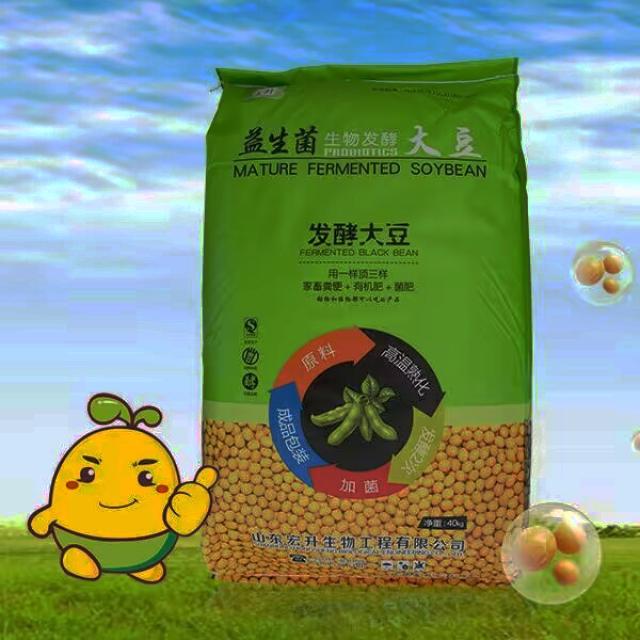 益生菌 生物发酵 大豆
PROBIOTICS
MATURE FERMENTED SOYBEAN
发酵大豆
FERMENTED BLACK BEAN
用一样顶三样
家畜粪便+有机肥+菌肥
原料
高温熟化
成品包装
加菌
净重:40kg
山东宏升生物工程有限公司